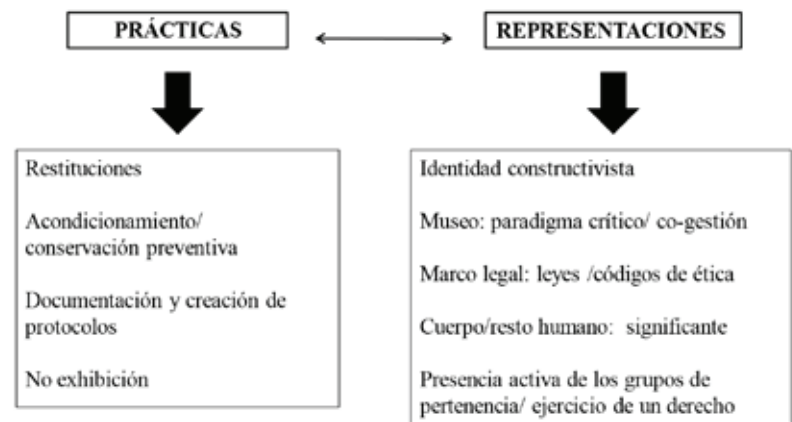 PRÁCTICAS
REPRESENTACIONES
Restituciones
Acondicionamiento/
conservación preventiva
Documentación y creación de
protocolos
No exhibición
Identidad constructivista
Museo: paradigma crítico/ co-gestión
Marco legal: leyes /códigos de ética
Cuerpo/resto humano: significante
Presencia activa de los grupos de
pertenencia/ ejercicio de un derecho